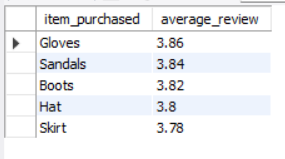 item_purchased average_review
Gloves 3.86
Sandals 3.84
Boots 3.82
Hat 3.8
Skirt 3.78